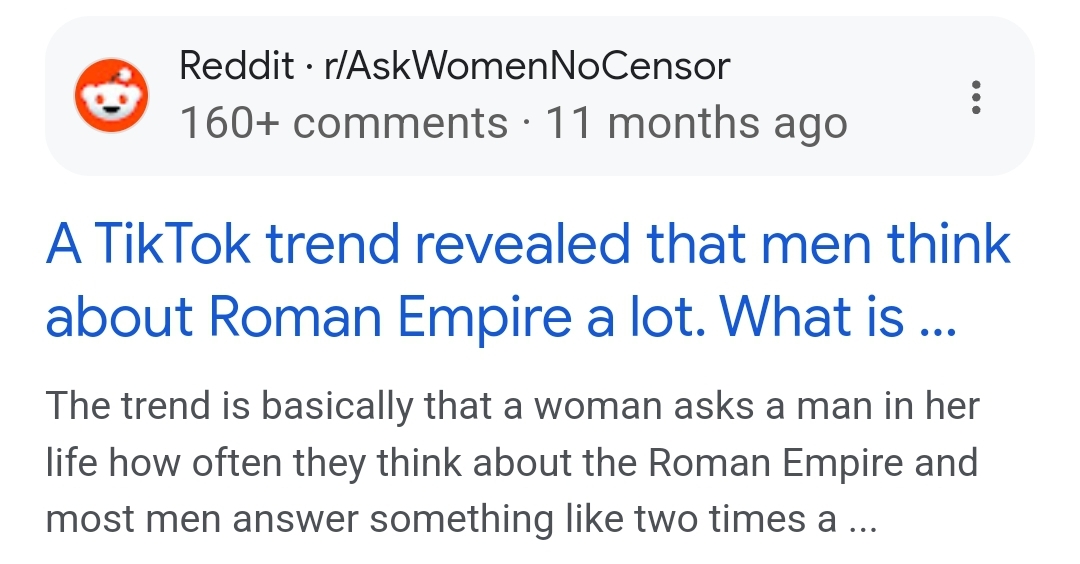 Reddit · r/AskWomenNoCensor
160+ comments · 11 months ago
A TikTok trend revealed that men think
about Roman Empire a lot. What is ...
The trend is basically that a woman asks a man in her
life how often they think about the Roman Empire and
most men answer something like two times a ...